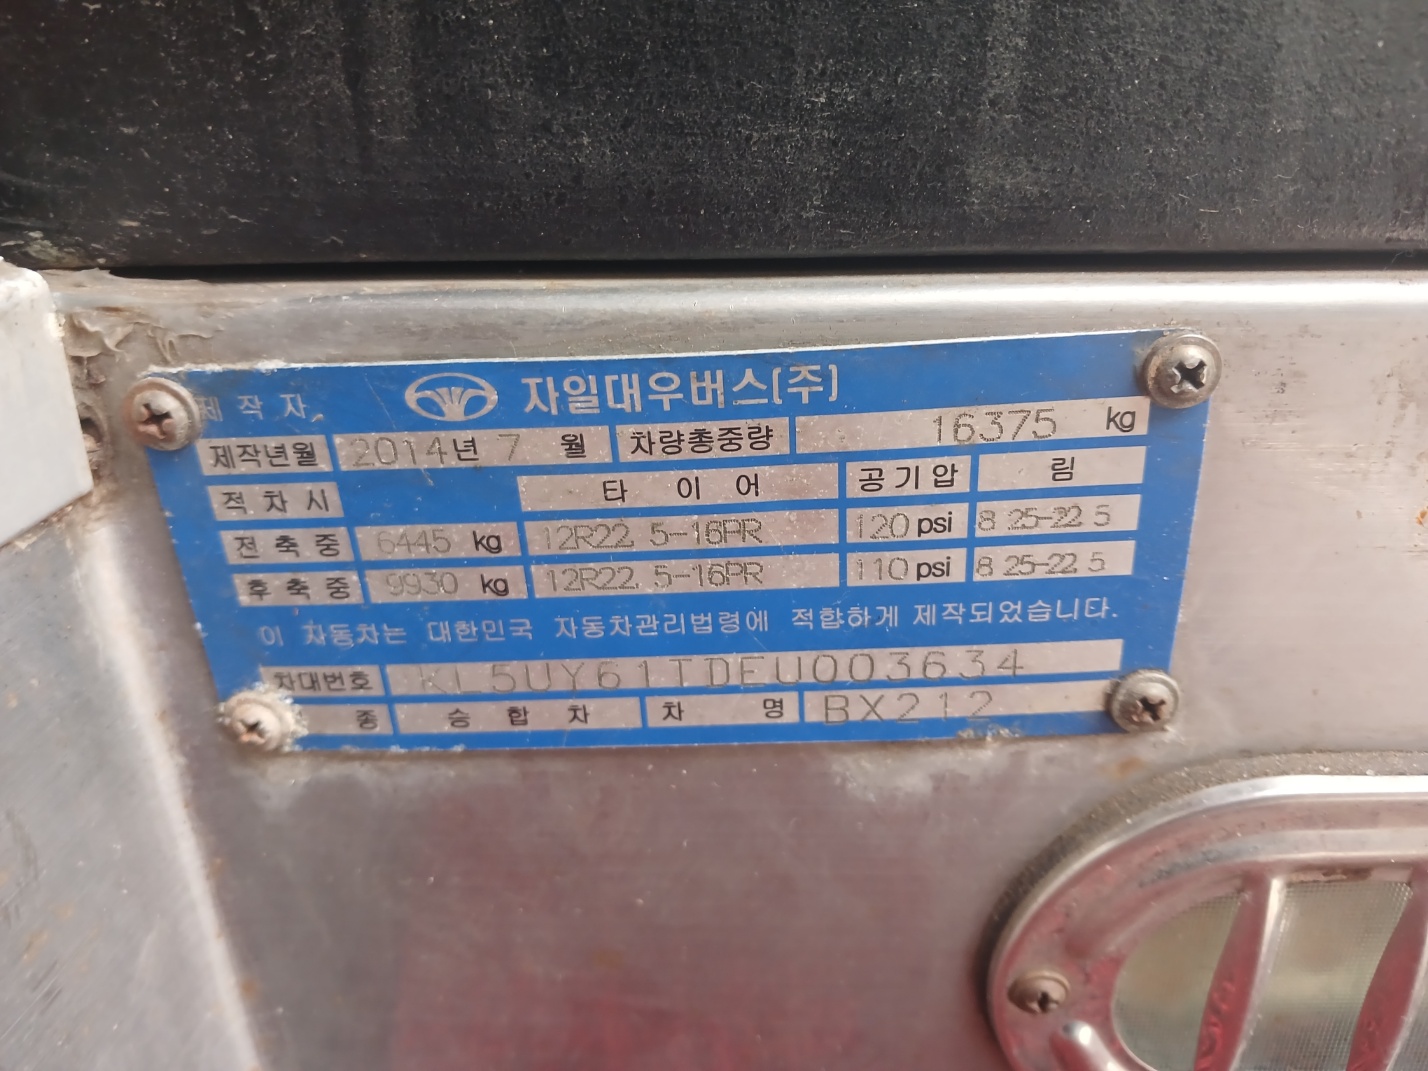 제작자 자일대우버스(주)
제작년월 2014년 7 월 차량총중량 16375 kg
적차시 타 이 어 공기압 림
전축중 6445 kg 12R22.5-16PR 120 psi 8.25-22.5
후축중 9930 kg 12R22.5-16PR 110 psi 8.25-22.5
이 자동차는 대한민국 자동차관리법령에 적합하게 제작되었습니다.
차대번호 KL5UY61TDEU003634
종 승합차 차 명 BX212